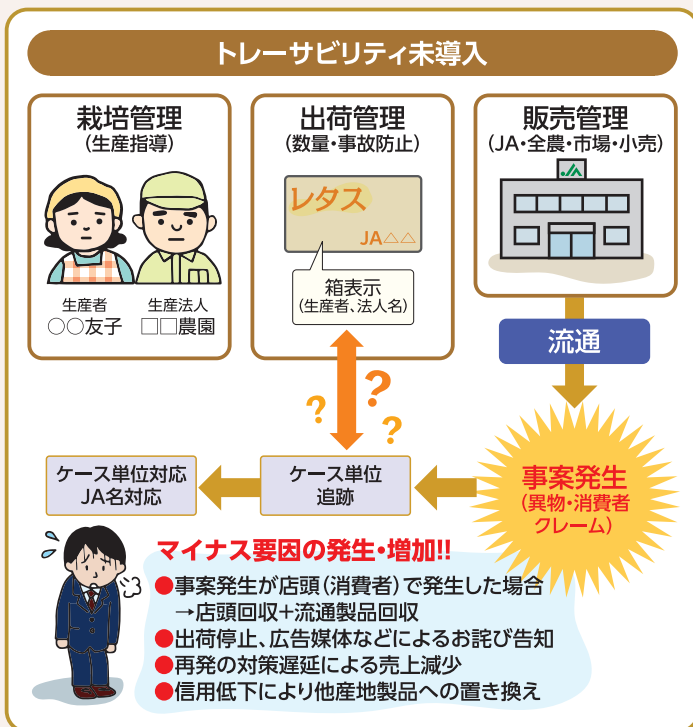 トレーサビリティ未導入
栽培管理
(生産指導)
生産者
○○友子
生産法人
□□農園
出荷管理
(数量・事故防止)
レタス
JA△△
箱表示
(生産者、法人名)
販売管理
(JA・全農・市場・小売)
JA
流通
?
?
?
事案発生
(異物・消費者
クレーム)
ケース単位
追跡
ケース単位対応
JA名対応
マイナス要因の発生・増加!!
●事案発生が店頭(消費者)で発生した場合
→店頭回収+流通製品回収
●出荷停止、広告媒体などによるお詫び告知
●再発の対策遅延による売上減少
●信用低下により他産地製品への置き換え